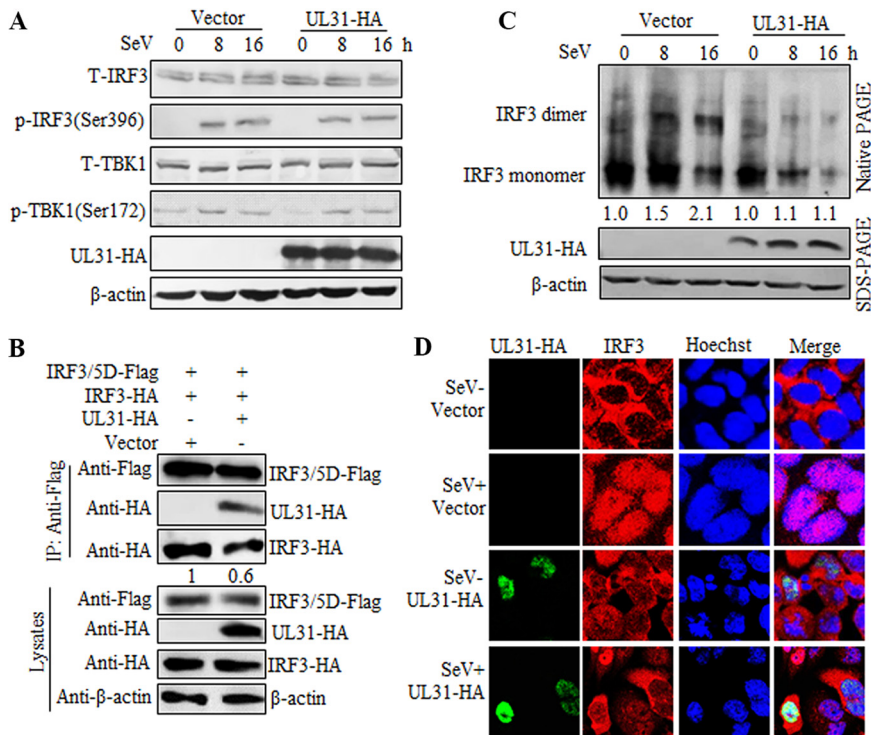 A
Vector UL31-HA
SeV 0 8 16 0 8 16 h
T-IRF3
p-IRF3(Ser396)
T-TBK1
p-TBK1(Ser172)
UL31-HA
β-actin
B
IRF3/5D-Flag + +
IRF3-HA + +
UL31-HA - +
Vector + -
IP: Anti-Flag
Anti-Flag IRF3/5D-Flag
Anti-HA UL31-HA
Anti-HA IRF3-HA
1 0.6
Lysates
Anti-Flag IRF3/5D-Flag
Anti-HA UL31-HA
Anti-HA IRF3-HA
Anti-β-actin β-actin
C
Vector UL31-HA
SeV 0 8 16 0 8 16 h
IRF3 dimer
IRF3 monomer
Native PAGE
1.0 1.5 2.1 1.0 1.1 1.1
UL31-HA
β-actin
SDS-PAGE
D
UL31-HA IRF3 Hoechst Merge
SeV-
Vector
SeV+
Vector
SeV-
UL31-HA
SeV+
UL31-HA